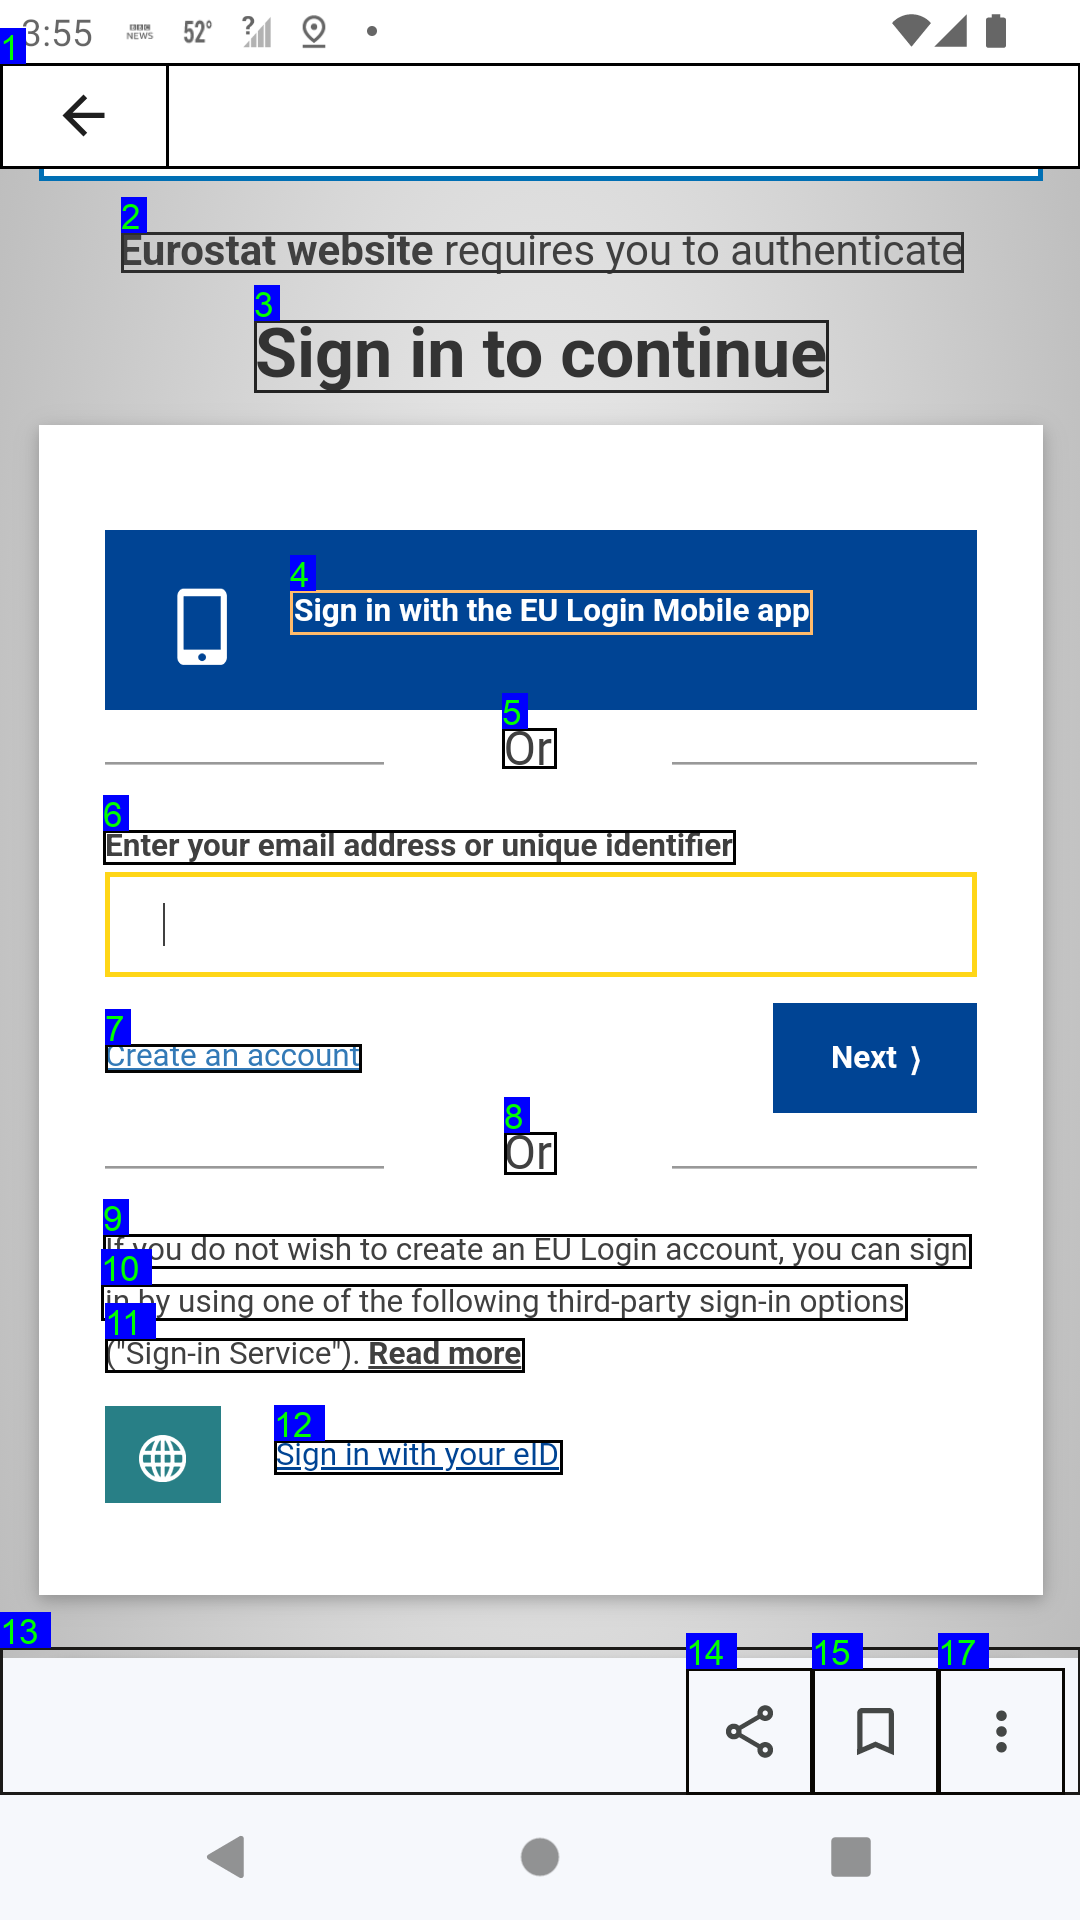 3:55
BBC NEWS
52°
?
1
2
Eurostat website requires you to authenticate
3
Sign in to continue
4
Sign in with the EU Login Mobile app
5
Or
6
Enter your email address or unique identifier
7
Create an account
Next ⟩
8
Or
9
If you do not wish to create an EU Login account, you can sign
10
in by using one of the following third-party sign-in options
11
("Sign-in Service"). Read more
12
Sign in with your eID
13
14
15
17